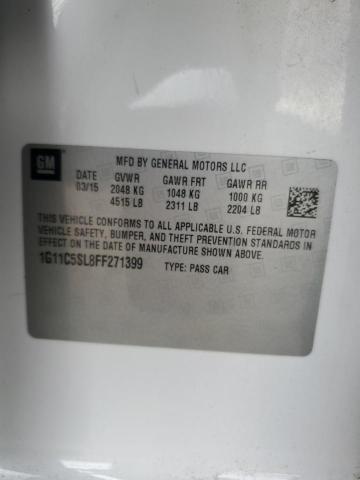 GM
MFD BY GENERAL MOTORS LLC
DATE GVWR GAWR FRT GAWR RR
03/15 2048 KG 1048 KG 1000 KG
4515 LB 2311 LB 2204 LB
THIS VEHICLE CONFORMS TO ALL APPLICABLE U.S. FEDERAL MOTOR
VEHICLE SAFETY, BUMPER, AND THEFT PREVENTION STANDARDS IN
EFFECT ON THE DATE OF MANUFACTURE SHOWN ABOVE.
1G11C5SL8FF271399 TYPE: PASS CAR